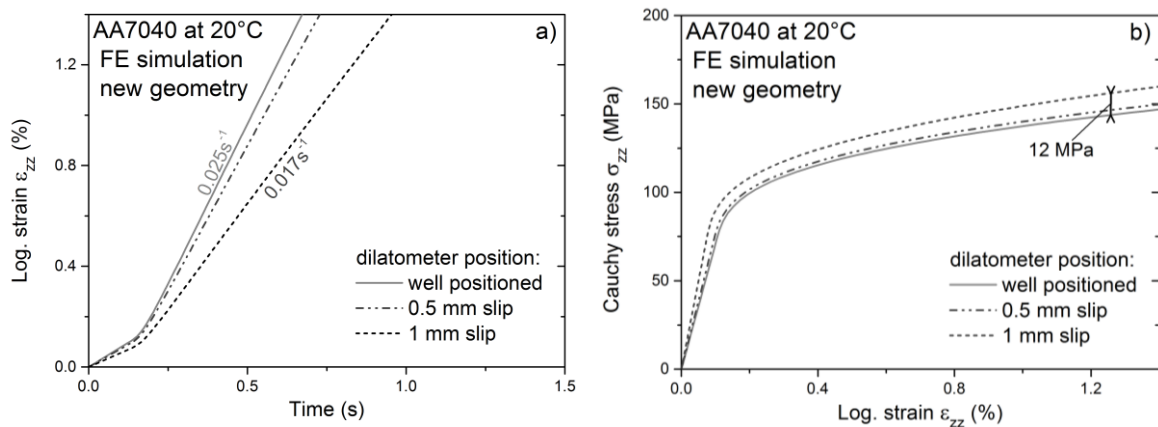 AA7040 at 20°C
FE simulation
new geometry
a)
Log. strain εzz (%)
1.2
0.8
0.4
0.0
0.025s⁻¹
0.017s⁻¹
dilatometer position:
well positioned
0.5 mm slip
1 mm slip
0.0
0.5
1.0
1.5
Time (s)
AA7040 at 20°C
FE simulation
new geometry
b)
Cauchy stress σzz (MPa)
200
150
100
50
0
12 MPa
dilatometer position:
well positioned
0.5 mm slip
1 mm slip
0.0
0.4
0.8
1.2
Log. strain εzz (%)